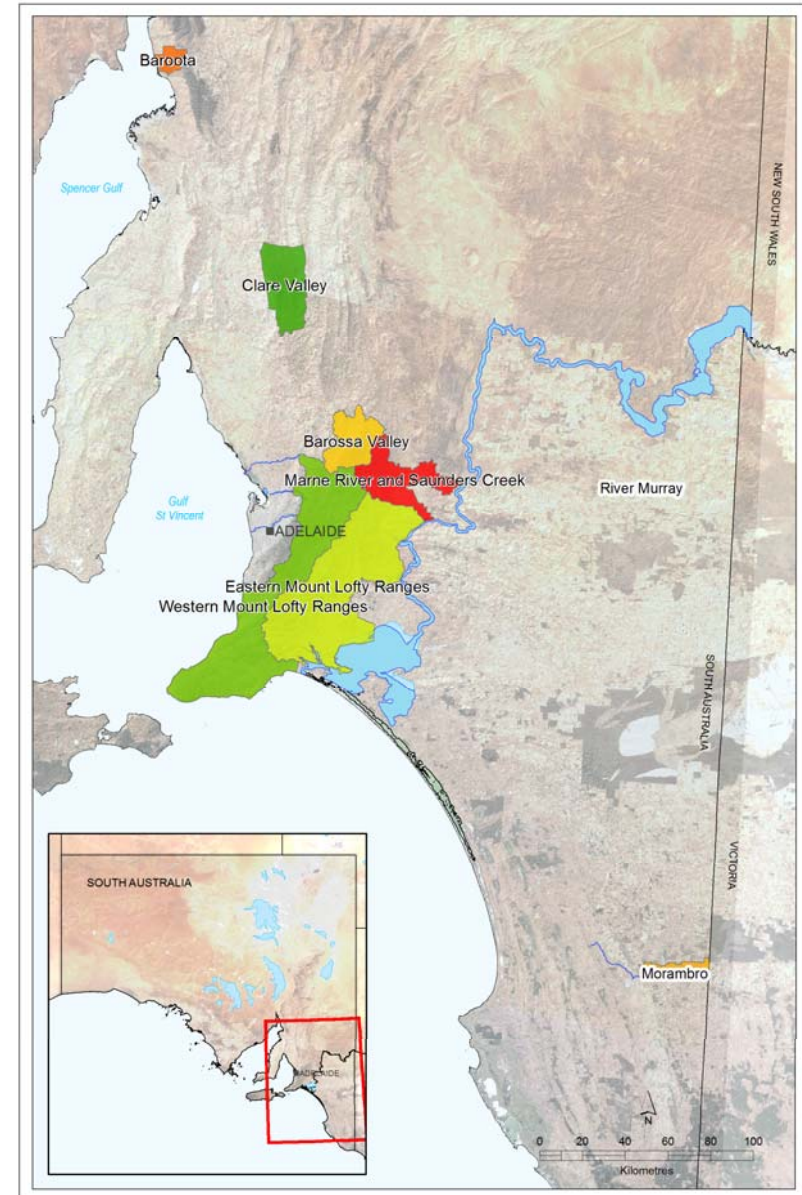 Baroota
Spencer Gulf
NEW SOUTH WALES
Clare Valley
Barossa Valley
Marne River and Saunders Creek
River Murray
Gulf
St Vincent
ADELAIDE
Eastern Mount Lofty Ranges
Western Mount Lofty Ranges
SOUTH AUSTRALIA
VICTORIA
SOUTH AUSTRALIA
ADELAIDE
Morambro
N
0 20 40 60 80 100
Kilometres